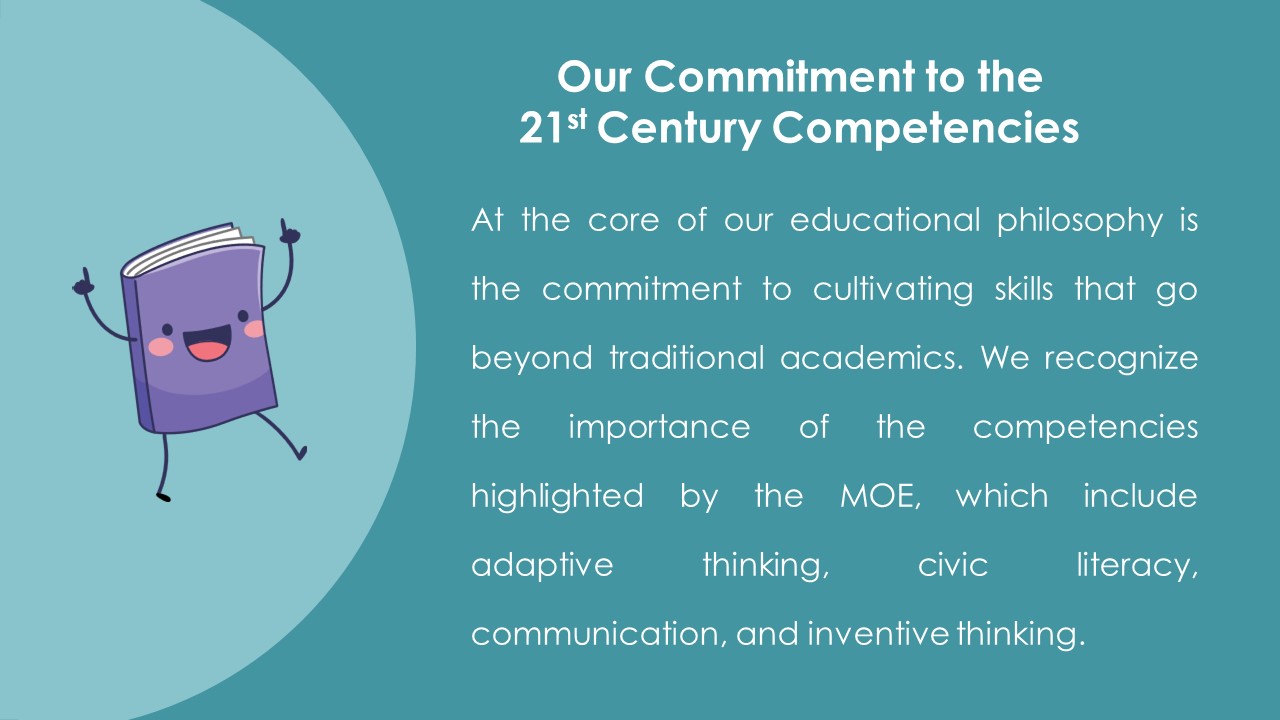 Our Commitment to the
21st Century Competencies
At the core of our educational philosophy is
the commitment to cultivating skills that go
beyond traditional academics. We recognize
the importance of the competencies
highlighted by the MOE, which include
adaptive thinking, civic literacy,
communication, and inventive thinking.